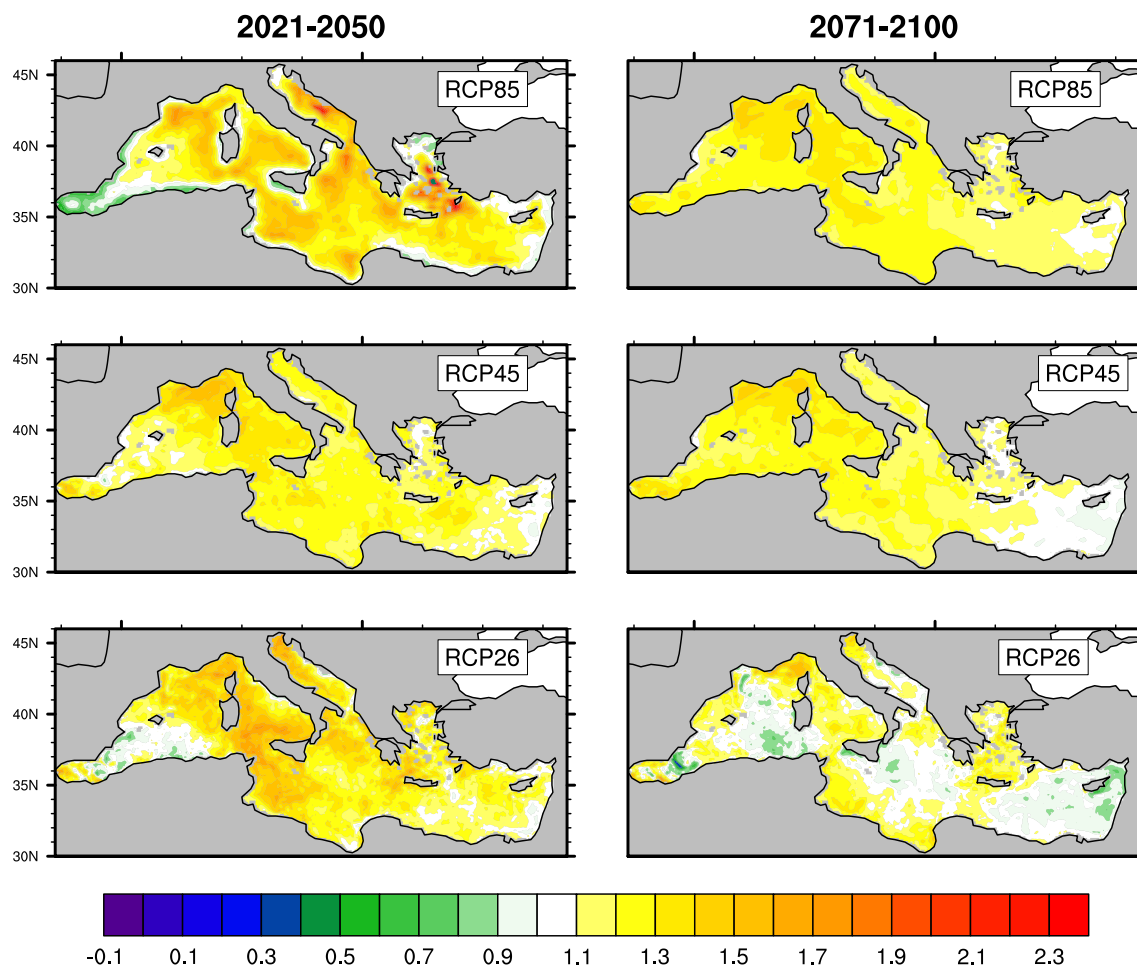 2021-2050 2071-2100
45N RCP85 RCP85
40N
35N
30N
45N RCP45 RCP45
40N
35N
30N
45N RCP26 RCP26
40N
35N
30N
-0.1 0.1 0.3 0.5 0.7 0.9 1.1 1.3 1.5 1.7 1.9 2.1 2.3